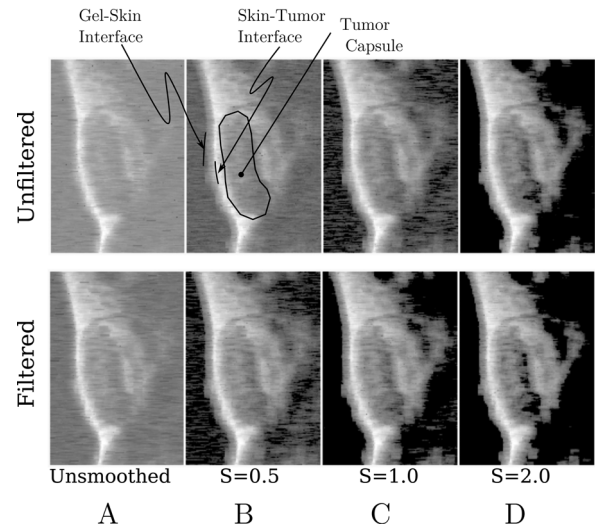 Gel-Skin
Interface
Skin-Tumor
Interface
Tumor
Capsule
Unfiltered
Filtered
Unsmoothed
S=0.5
S=1.0
S=2.0
A
B
C
D